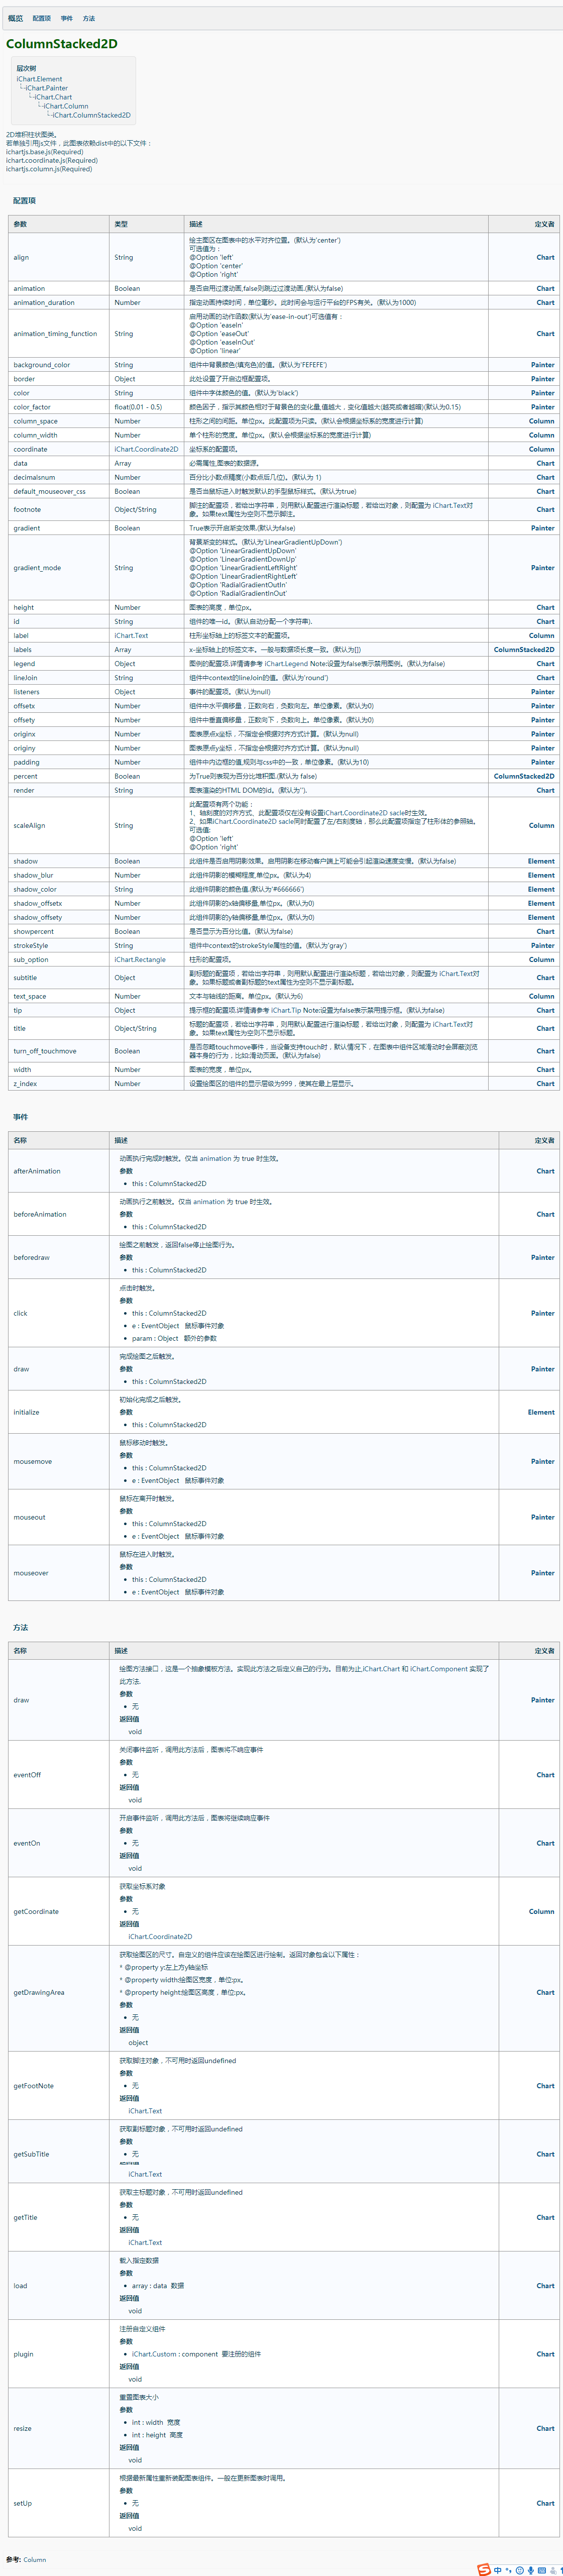 概览 配置项 事件 方法
ColumnStacked2D
层次树
iChart.Element
iChart.Painter
iChart.Chart
iChart.Column
iChart.ColumnStacked2D
2D堆积柱状图类。
若单独引用js文件，此图表依赖dist中的以下文件：
ichartjs.base.js(Required)
ichart.coordinate.js(Required)
ichartjs.column.js(Required)
配置项
参数 类型 描述 定义者
align String 绘主图区在图表中的水平对齐位置。(默认为'center') Chart
可选值为：
@Option 'left'
@Option 'center'
@Option 'right'
animation Boolean 是否启用过渡动画,false则跳过过渡动画.(默认为false) Chart
animation_duration Number 指定动画持续时间，单位毫秒。此时间会与运行平台的FPS有关。(默认为1000) Chart
animation_timing_function String 启用动画的动作函数(默认为'ease-in-out')可选值有： Chart
@Option 'easeIn'
@Option 'easeOut'
@Option 'easeInOut'
@Option 'linear'
background_color String 组件中背景颜色(填充色)的值。(默认为'FEFEFE') Painter
border Object 此处设置了开启边框配置项。 Painter
color String 组件中字体颜色的值。(默认为'black') Painter
color_factor float(0.01 - 0.5) 颜色因子，指示其颜色相对于背景色的变化量,值越大，变化值越大(越亮或者越暗)(默认为0.15) Painter
column_space Number 柱形之间的间距。单位px。此配置项为只读。(默认会根据坐标系的宽度进行计算) Column
column_width Number 单个柱形的宽度。单位px。(默认会根据坐标系的宽度进行计算) Column
coordinate iChart.Coordinate2D 坐标系的配置项。 Column
data Array 必需属性,图表的数据源。 Chart
decimalsnum Number 百分比小数点精度(小数点后几位)。(默认为 1) Chart
default_mouseover_css Boolean 是否当鼠标进入时触发默认的手型鼠标样式。(默认为true) Chart
footnote Object/String 脚注的配置项，若给出字符串，则用默认配置进行渲染标题，若给出对象，则配置为 iChart.Text对 Chart
象。如果text属性为空则不显示脚注。
gradient Boolean True表示开启渐变效果.(默认为false) Painter
gradient_mode String 背景渐变的样式。(默认为'LinearGradientUpDown') Painter
@Option 'LinearGradientUpDown'
@Option 'LinearGradientDownUp'
@Option 'LinearGradientLeftRight'
@Option 'LinearGradientRightLeft'
@Option 'RadialGradientOutIn'
@Option 'RadialGradientInOut'
height Number 图表的高度，单位px。 Chart
id String 组件的唯一id。(默认自动分配一个字符串). Chart
label iChart.Text 柱形坐标轴上的标签文本的配置项。 Column
labels Array x-坐标轴上的标签文本。一般与数据项长度一致。(默认为[]) ColumnStacked2D
legend Object 图例的配置项.详情请参考 iChart.Legend Note:设置为false表示禁用图例。(默认为false) Chart
lineJoin String 组件中context的lineJoin的值。(默认为'round') Chart
listeners Object 事件的配置项。(默认为null) Painter
offsetx Number 组件中水平偏移量，正数向右，负数向左。单位像素。(默认为0) Painter
offsety Number 组件中垂直偏移量，正数向下，负数向上。单位像素。(默认为0) Painter
originx Number 图表原点x坐标，不指定会根据对齐方式计算。(默认为null) Painter
originy Number 图表原点y坐标，不指定会根据对齐方式计算。(默认为null) Painter
padding Number 组件中内边框的值,规则与css中的一致，单位像素。(默认为10) Painter
percent Boolean 为True则表现为百分比堆积图.(默认为 false) ColumnStacked2D
render String 图表渲染的HTML DOM的id。(默认为''). Chart
scaleAlign String 此配置项有两个功能： Column
1、轴刻度的对齐方式，此配置项仅在没有设置iChart.Coordinate2D sacle时生效。
2、如果iChart.Coordinate2D sacle同时配置了左/右刻度轴，那么此配置项指定了柱形体的参照轴。
可选值:
@Option 'left'
@Option 'right'
shadow Boolean 此组件是否启用阴影效果。启用阴影在移动客户端上可能会引起渲染速度变慢。(默认为false) Element
shadow_blur Number 此组件阴影的模糊程度,单位px。(默认为4) Element
shadow_color String 此组件阴影的颜色值.(默认为'#666666') Element
shadow_offsetx Number 此组件阴影的x轴偏移量,单位px。(默认为0) Element
shadow_offsety Number 此组件阴影的y轴偏移量,单位px。(默认为0) Element
showpercent Boolean 是否显示为百分比值。(默认为false) Chart
strokeStyle String 组件中context的strokeStyle属性的值。(默认为'gray') Painter
sub_option iChart.Rectangle 柱形的配置项。 Column
subtitle Object 副标题的配置项，若给出字符串，则用默认配置进行渲染标题，若给出对象，则配置为 iChart.Text对 Chart
象。如果标题或者副标题的text属性为空则不显示副标题。
text_space Number 文本与轴线的距离。单位px。(默认为6) Column
tip Object 提示框的配置项.详情请参考 iChart.Tip Note:设置为false表示禁用提示框。(默认为false) Chart
title Object/String 标题的配置项，若给出字符串，则用默认配置进行渲染标题，若给出对象，则配置为 iChart.Text对 Chart
象。如果text属性为空则不显示标题。
turn_off_touchmove Boolean 是否忽略touchmove事件，当设备支持touch时，默认情况下，在图表中组件区域滑动时会屏蔽浏览 Chart
器本身的行为，比如:滑动页面。(默认为false)
width Number 图表的宽度，单位px。 Chart
z_index Number 设置绘图区的组件的显示层级为999，使其在最上层显示。 Chart
事件
名称 描述 定义者
afterAnimation 动画执行完成时触发。仅当 animation 为 true 时生效。 Chart
参数
• this : ColumnStacked2D
beforeAnimation 动画执行之前触发。仅当 animation 为 true 时生效。 Chart
参数
• this : ColumnStacked2D
beforedraw 绘图之前触发，返回false停止绘图行为。 Painter
参数
• this : ColumnStacked2D
click 点击时触发。 Painter
参数
• this : ColumnStacked2D
• e : EventObject 鼠标事件对象
• param : Object 额外的参数
draw 完成绘图之后触发。 Painter
参数
• this : ColumnStacked2D
initialize 初始化完成之后触发。 Element
参数
• this : ColumnStacked2D
mousemove 鼠标移动时触发。 Painter
参数
• this : ColumnStacked2D
• e : EventObject 鼠标事件对象
mouseout 鼠标在离开时触发。 Painter
参数
• this : ColumnStacked2D
• e : EventObject 鼠标事件对象
mouseover 鼠标在进入时触发。 Painter
参数
• this : ColumnStacked2D
• e : EventObject 鼠标事件对象
方法
名称 描述 定义者
draw 绘图方法接口，这是一个抽象模板方法。实现此方法之后定义自己的行为。目前为止,iChart.Chart 和 iChart.Component 实现了 Painter
此方法.
参数
• 无
返回值
void
eventOff 关闭事件监听，调用此方法后，图表将不响应事件 Chart
参数
• 无
返回值
void
eventOn 开启事件监听，调用此方法后，图表将继续响应事件 Chart
参数
• 无
返回值
void
getCoordinate 获取坐标系对象 Column
参数
• 无
返回值
iChart.Coordinate2D
getDrawingArea 获取绘图区的尺寸。自定义的组件应该在绘图区进行绘制。返回对象包含以下属性： Chart
* @property y:左上方y轴坐标
* @property width:绘图区宽度，单位:px。
* @property height:绘图区高度，单位:px。
参数
• 无
返回值
object
getFootNote 获取脚注对象，不可用时返回undefined Chart
参数
• 无
返回值
iChart.Text
getSubTitle 获取副标题对象，不可用时返回undefined Chart
参数
• 无
iChart.Text
getTitle 获取主标题对象，不可用时返回undefined Chart
参数
• 无
返回值
iChart.Text
load 载入指定数据 Chart
参数
• array : data 数据
返回值
void
plugin 注册自定义组件 Chart
参数
• iChart.Custom : component 要注册的组件
返回值
void
resize 重置图表大小 Chart
参数
• int : width 宽度
• int : height 高度
返回值
void
setUp 根据最新属性重新装配图表组件。一般在更新图表时调用。 Chart
参数
• 无
返回值
void
参考: Column
中